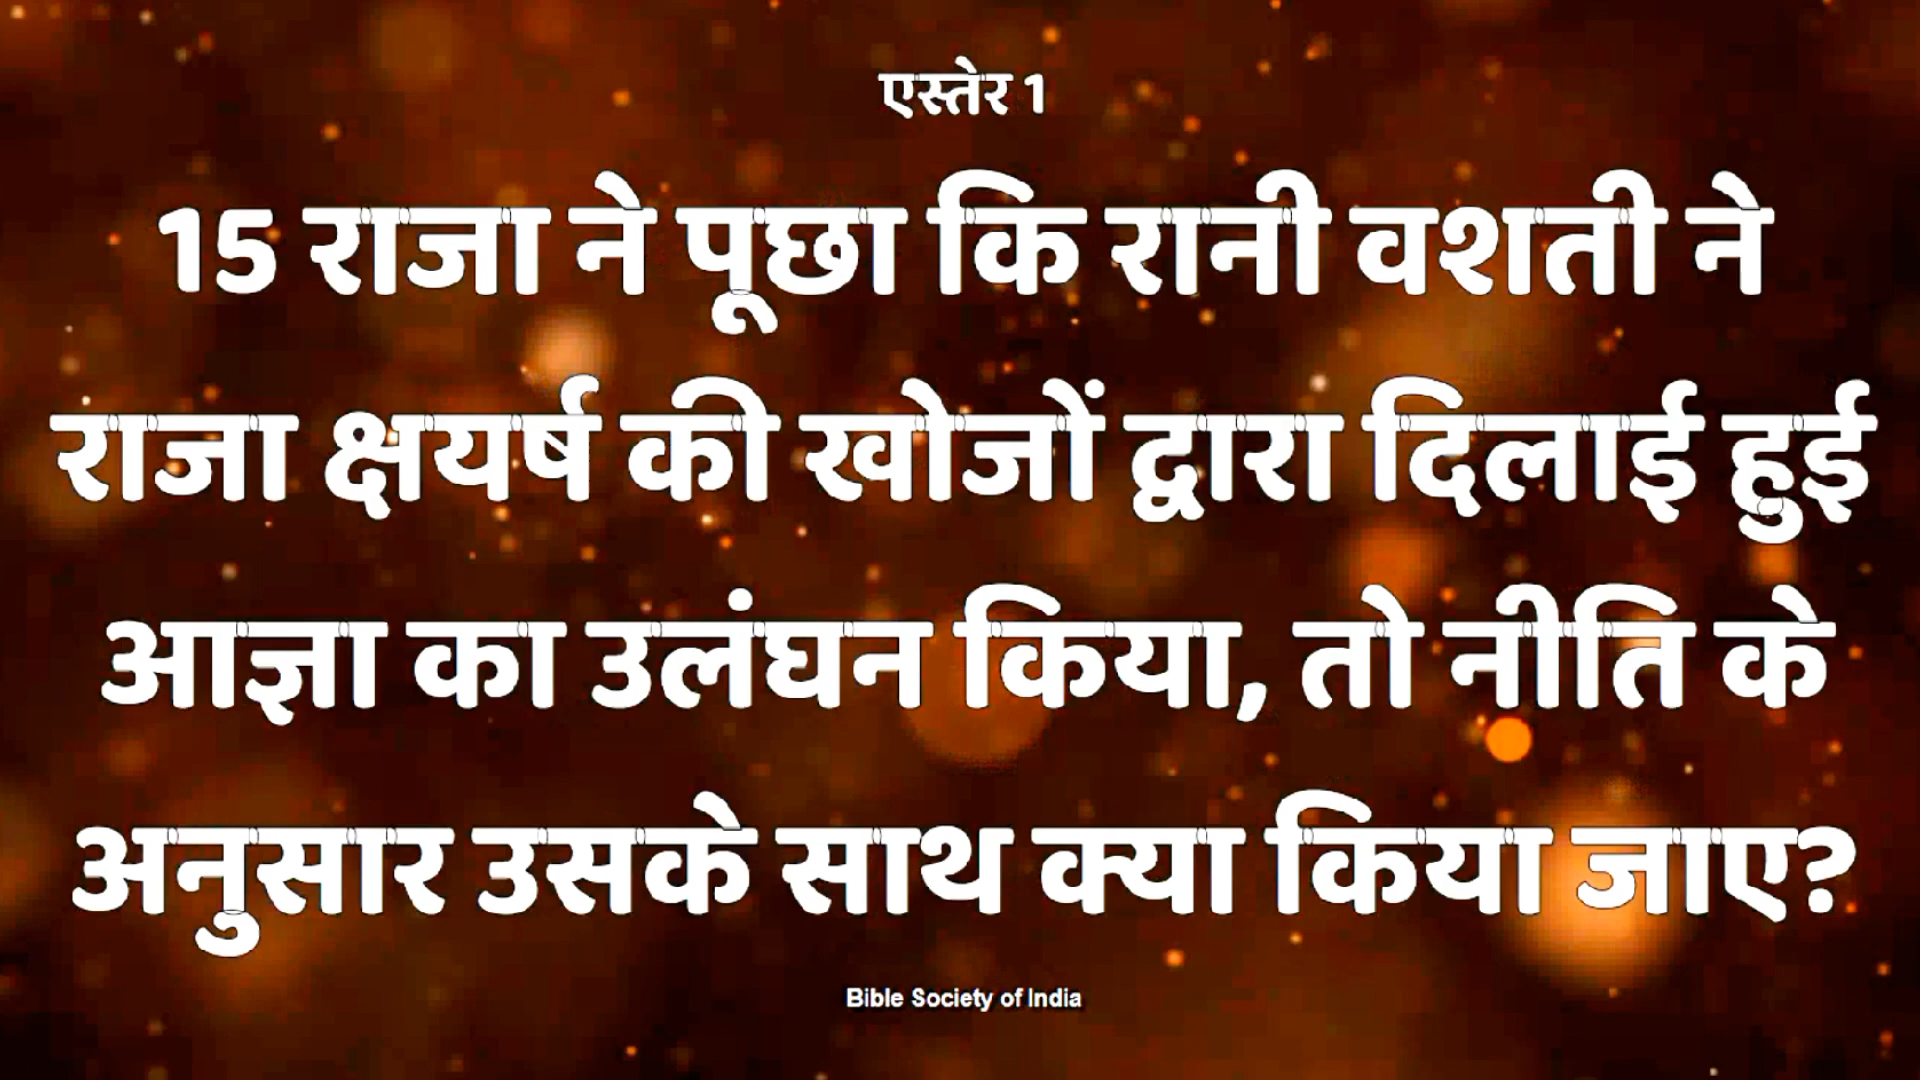 एस्तेर 1
15 राजा ने पूछा कि रानी वशती ने
राजा क्षयर्ष की खोजों द्वारा दिलाई हुई
आज्ञा का उलंघन किया, तो नीति के
अनुसार उसके साथ क्या किया जाए?
Bible Society of India